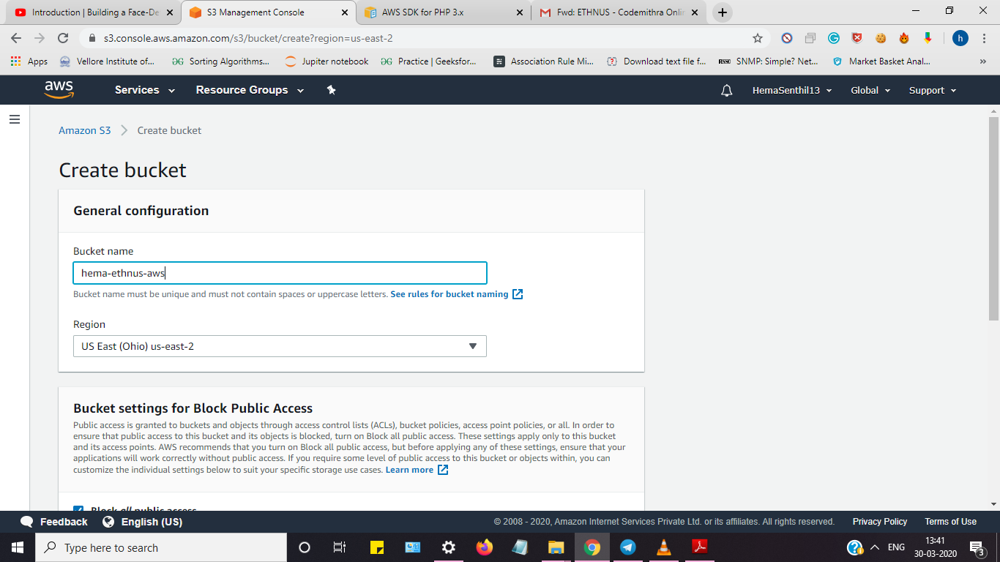 Introduction | Building a Face-De
S3 Management Console
AWS SDK for PHP 3.x
Fwd: ETHNUS - Codemithra Onlin
s3.console.aws.amazon.com/s3/bucket/create?region=us-east-2
h
Apps
Vellore Institute of...
Sorting Algorithms...
Jupiter notebook
Practice | Geeksfor...
Association Rule Mi...
Download text file f...
SNMP: Simple? Net...
Market Basket Anal...
»
aws
Services
Resource Groups
HemaSenthil13
Global
Support
Amazon S3
Create bucket
Create bucket
General configuration
Bucket name
hema-ethnus-aws
Bucket name must be unique and must not contain spaces or uppercase letters. See rules for bucket naming
Region
US East (Ohio) us-east-2
Bucket settings for Block Public Access
Public access is granted to buckets and objects through access control lists (ACLs), bucket policies, access point policies, or all. In order to
ensure that public access to this bucket and its objects is blocked, turn on Block all public access. These settings apply only to this bucket
and its access points. AWS recommends that you turn on Block all public access, but before applying any of these settings, ensure that your
applications will work correctly without public access. If you require some level of public access to this bucket or objects within, you can
customize the individual settings below to suit your specific storage use cases. Learn more
Block all public access
Feedback
English (US)
© 2008 - 2020, Amazon Internet Services Private Ltd. or its affiliates. All rights reserved.
Privacy Policy
Terms of Use
Type here to search
ENG
13:41
30-03-2020
3